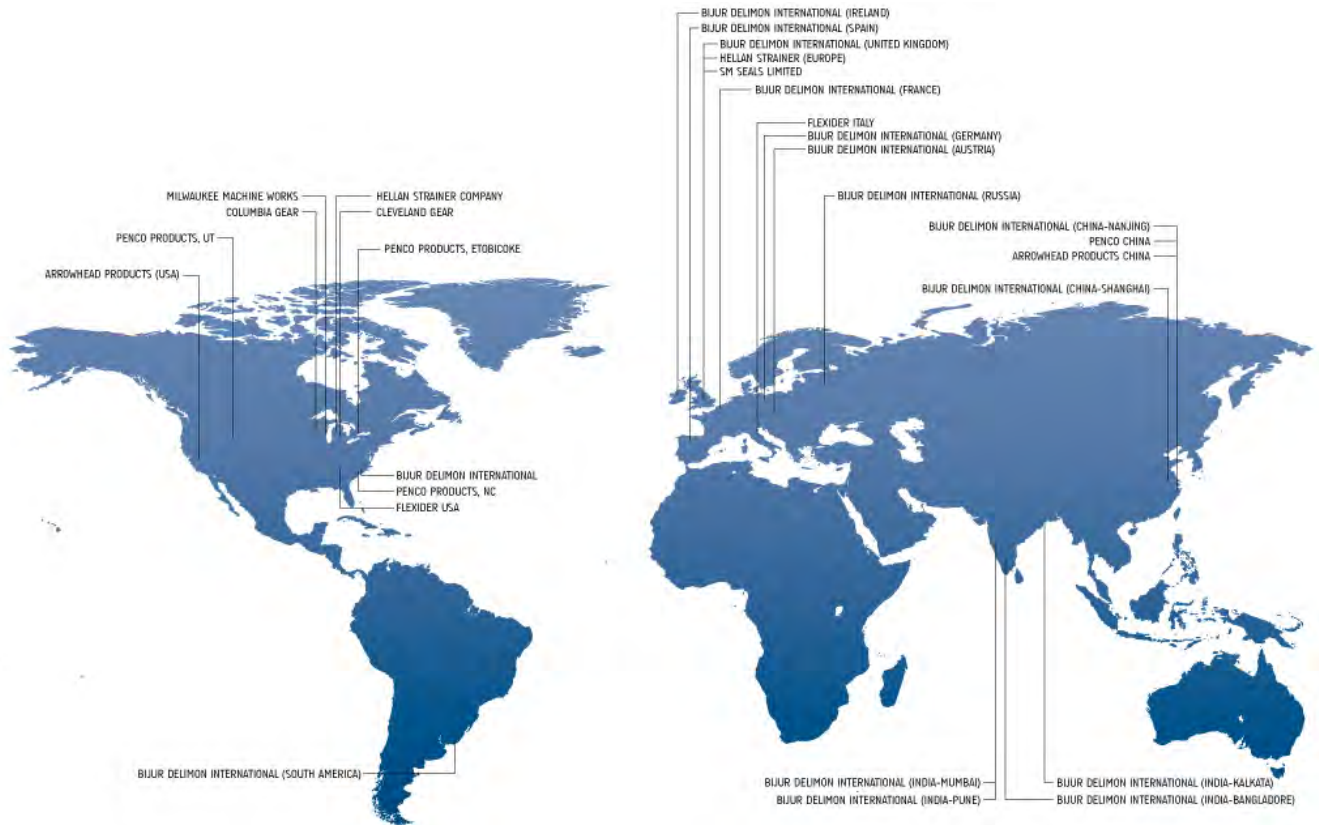 BIJUR DELIMON INTERNATIONAL (IRELAND)
BIJUR DELIMON INTERNATIONAL (SPAIN)
BIJUR DELIMON INTERNATIONAL (UNITED KINGDOM)
HELLAN STRAINER (EUROPE)
SM SEALS LIMITED
BIJUR DELIMON INTERNATIONAL (FRANCE)
FLEXIDER ITALY
BIJUR DELIMON INTERNATIONAL (GERMANY)
BIJUR DELIMON INTERNATIONAL (AUSTRIA)
MILWAUKEE MACHINE WORKS
HELLAN STRAINER COMPANY
COLUMBIA GEAR
CLEVELAND GEAR
PENCO PRODUCTS, UT
PENCO PRODUCTS, ETOBICOKE
ARROWHEAD PRODUCTS (USA)
BIJUR DELIMON INTERNATIONAL (RUSSIA)
BIJUR DELIMON INTERNATIONAL (CHINA-NANJING)
PENCO CHINA
ARROWHEAD PRODUCTS CHINA
BIJUR DELIMON INTERNATIONAL (CHINA-SHANGHAI)
BIJUR DELIMON INTERNATIONAL
PENCO PRODUCTS, NC
FLEXIDER USA
BIJUR DELIMON INTERNATIONAL (SOUTH AMERICA)
BIJUR DELIMON INTERNATIONAL (INDIA-MUMBAI)
BIJUR DELIMON INTERNATIONAL (INDIA-PUNE)
BIJUR DELIMON INTERNATIONAL (INDIA-KALKATA)
BIJUR DELIMON INTERNATIONAL (INDIA-BANGLADORE)